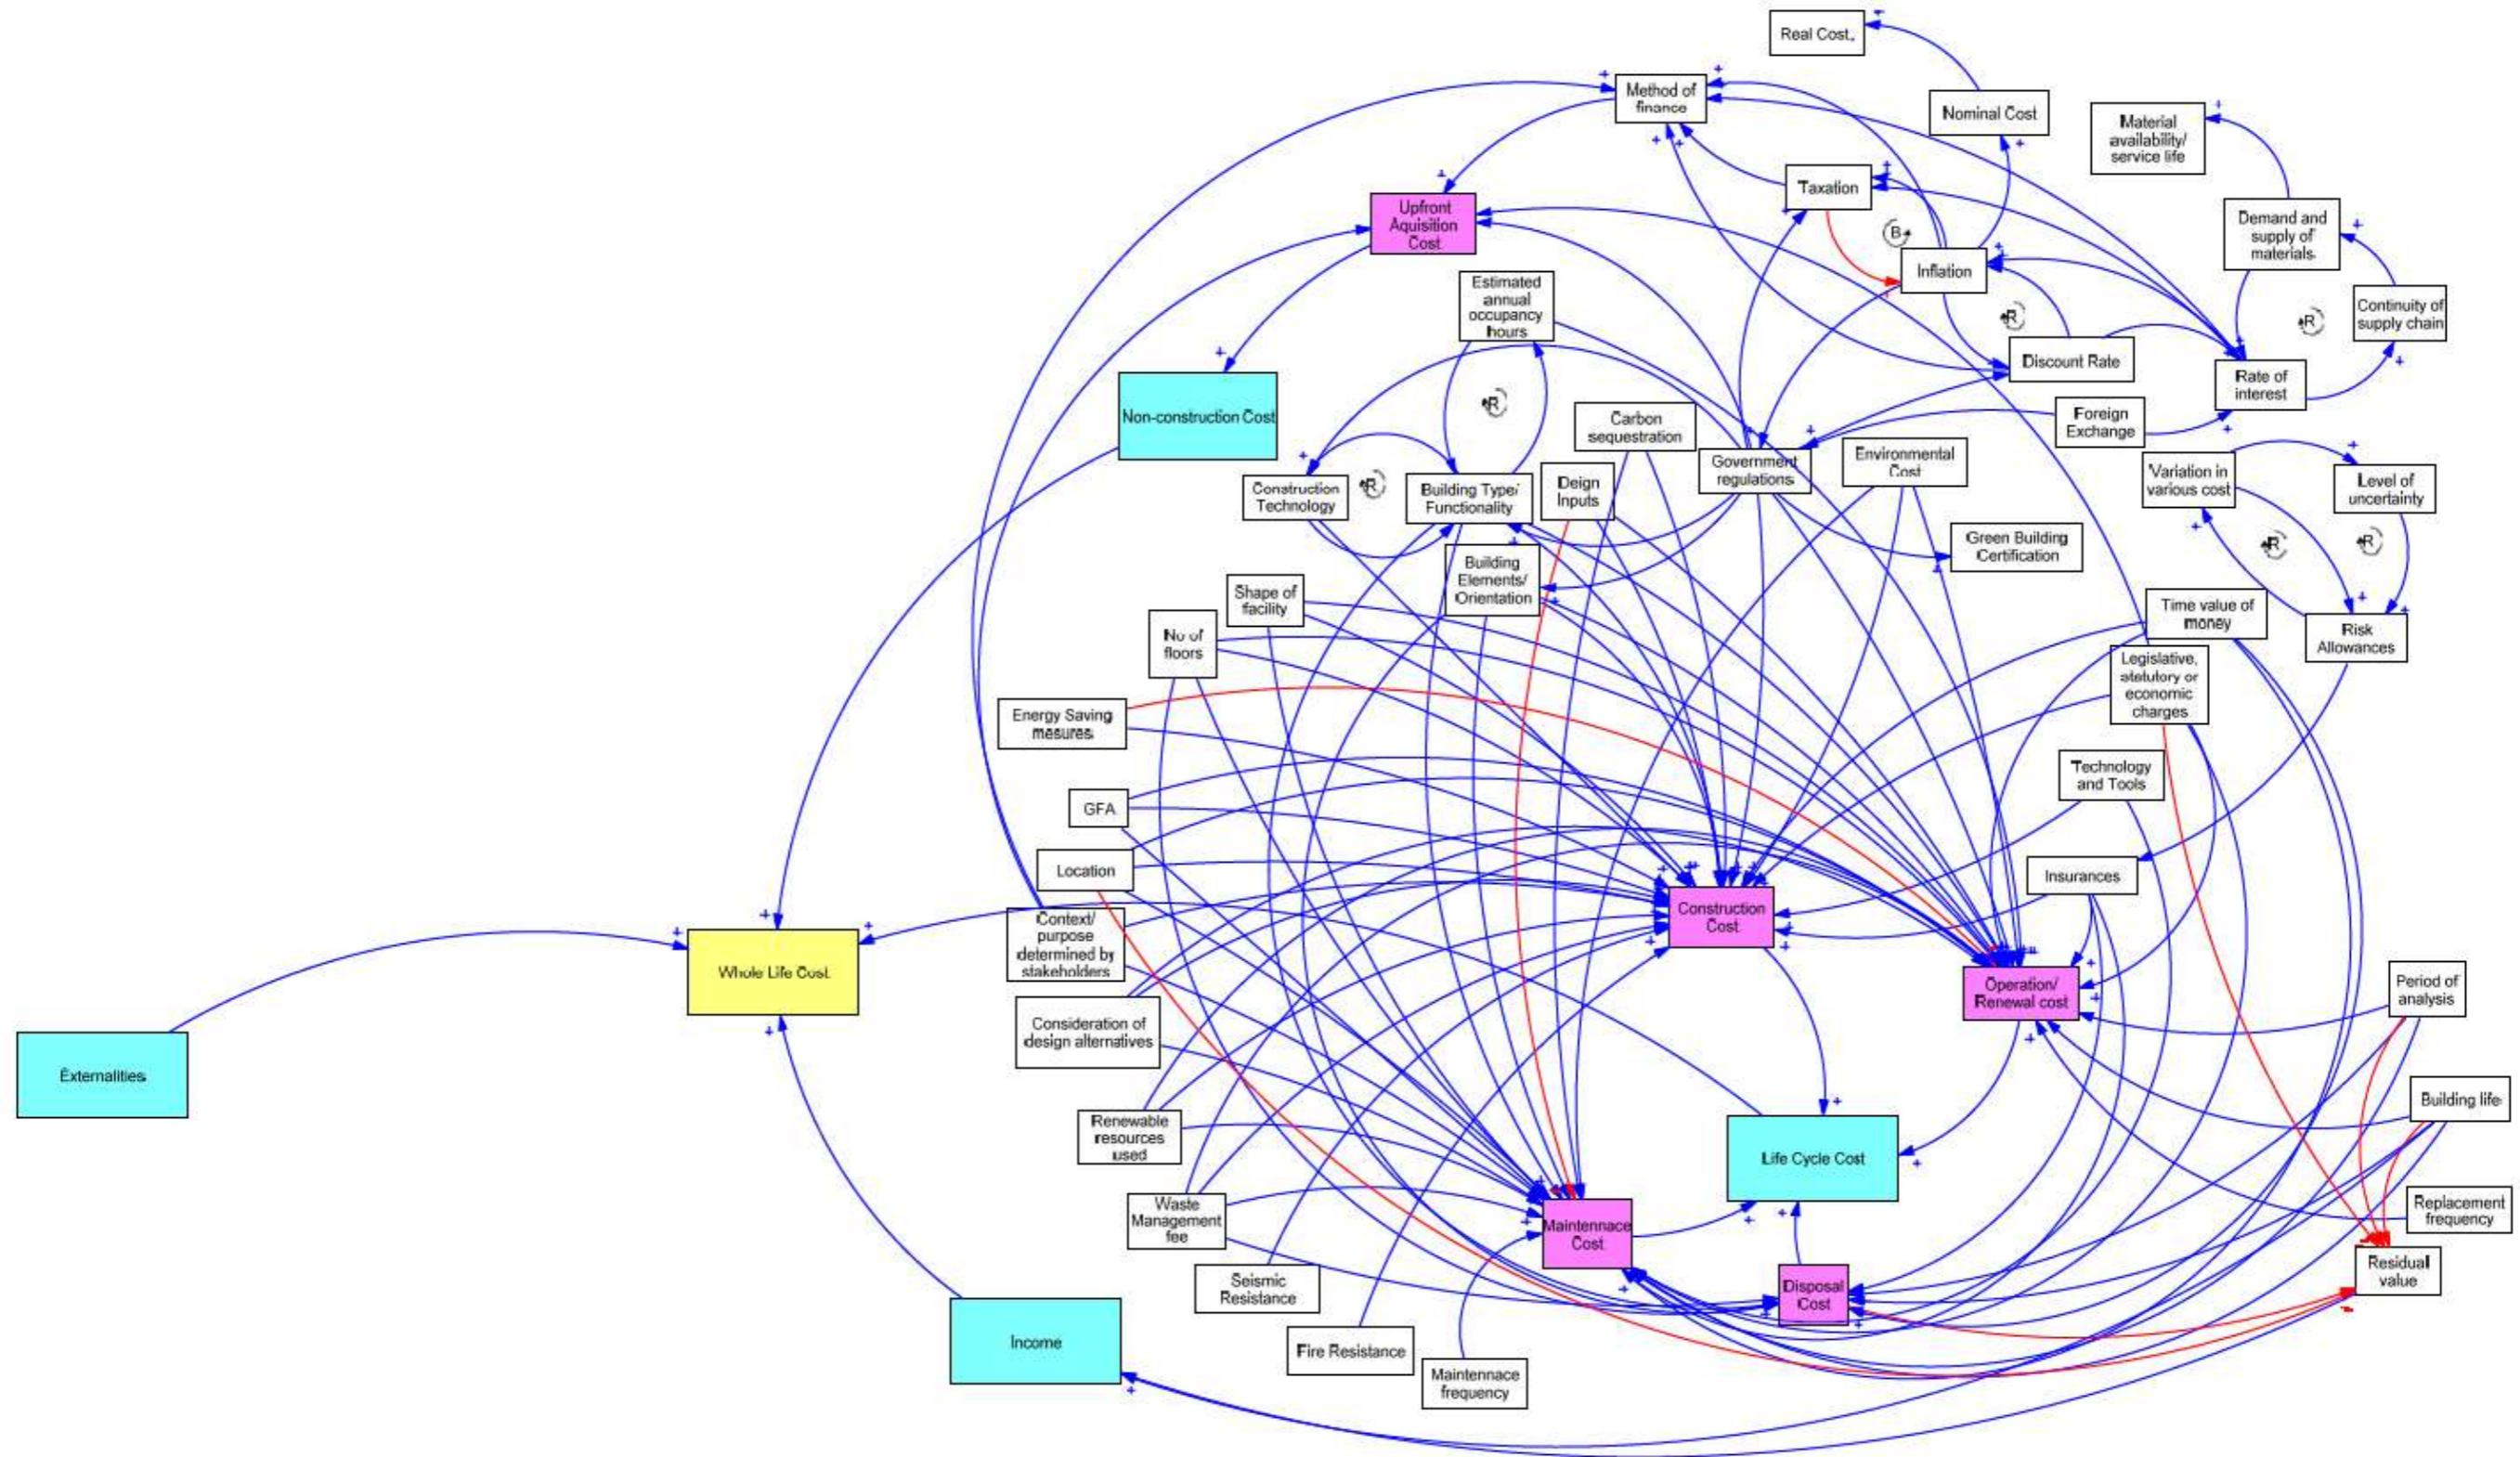 Real Cost.
Method of
finance
Nominal Cost
Material
availability/
service life
Taxation
Upfront
Aquisition
Cost
Demand and
supply of
materials
B
Inflation
Estimated
annual
occupancy
hours
Continuity of
supply chain
R
R
Discount Rate
Rate of
interest
Non-construction Cost
R
Carbon
sequestration
Foreign
Exchange
Government
regulations
Environmental
Cost
Variation in
various cost
Level of
uncertainty
Construction
Technology
R
Building Type/
Functionality
Deign
Inputs
Green Building
Certification
R
R
Building
Elements/
Orientation
Shape of
facility
Time value of
money
Risk
Allowances
No of
floors
Legislative,
statutory or
economic
charges
Energy Saving
mesures
Technology
and Tools
GFA
Location
Insurances
Construction
Cost
Context/
purpose
determined by
stakeholders
Whole Life Cost
Operation/
Renewal cost
Period of
analysis
Consideration of
design alternatives
Externalities
Building life
Renewable
resources
used
Life Cycle Cost
Waste
Management
fee
Replacement
frequency
Maintennace
Cost
Residual
value
Seismic
Resistance
Disposal
Cost
Income
Fire Resistance
Maintennace
frequency